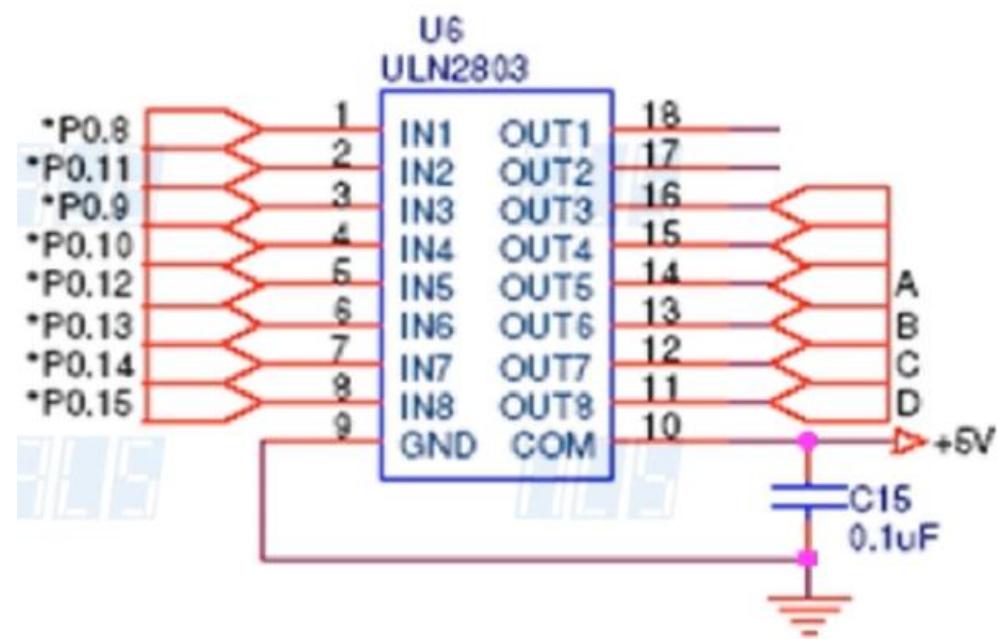 U6
ULN2803
*P0.8 1 IN1 OUT1 18
*P0.11 2 IN2 OUT2 17
*P0.9 3 IN3 OUT3 16
*P0.10 4 IN4 OUT4 15
*P0.12 5 IN5 OUT5 14 A
*P0.13 6 IN6 OUT6 13 B
*P0.14 7 IN7 OUT7 12 C
*P0.15 8 IN8 OUT8 11 D
9 GND COM 10 +5V
C15
0.1uF